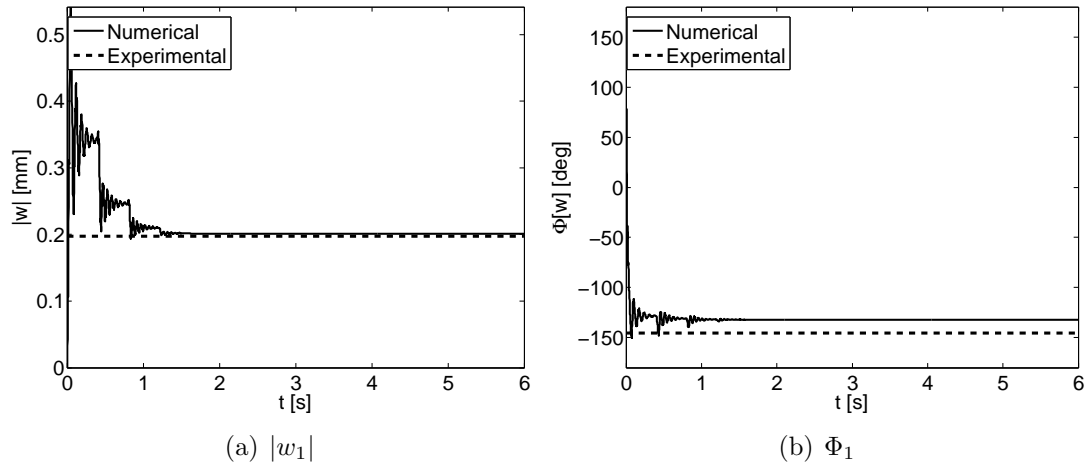 Numerical
Experimental
|w| [mm]
0.5
0.4
0.3
0.2
0.1
0
0 1 2 3 4 5 6
t [s]
(a) |w₁|
Numerical
Experimental
Φ[w] [deg]
150
100
50
0
−50
−100
−150
0 1 2 3 4 5 6
t [s]
(b) Φ₁